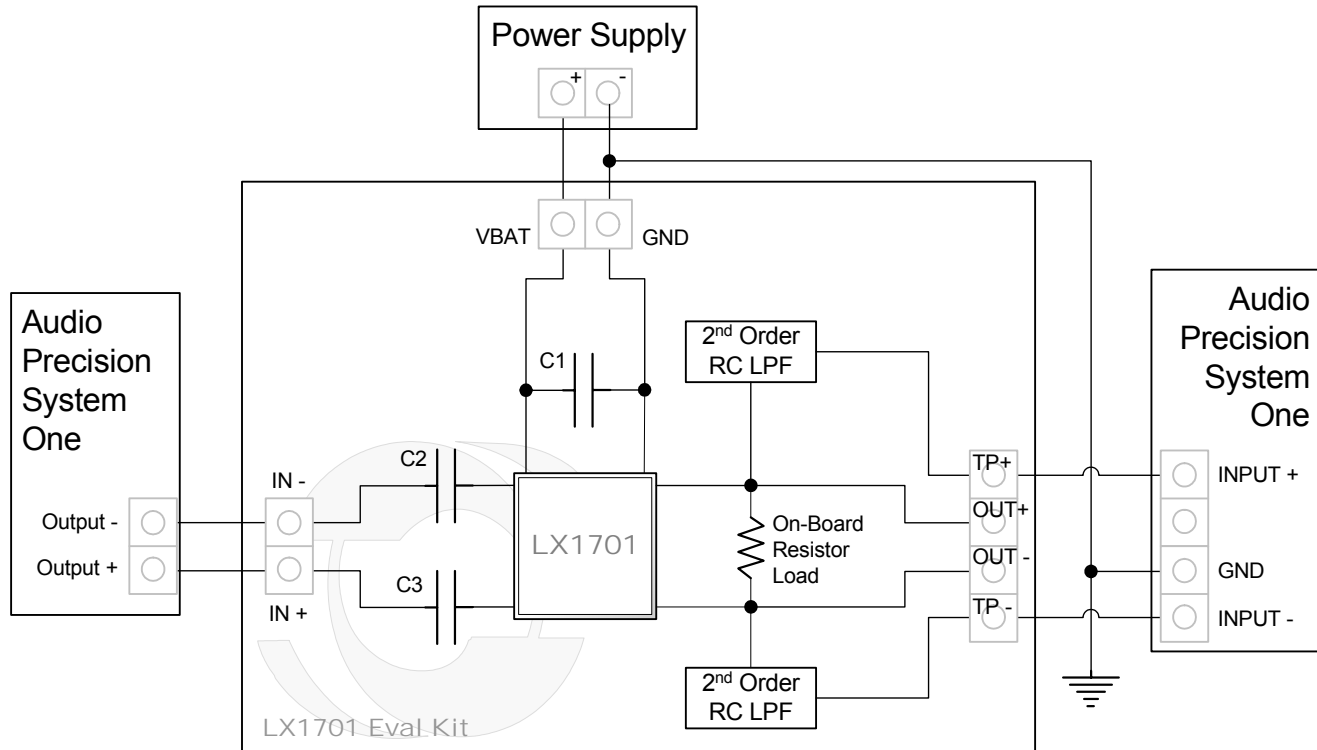 Power Supply
+ -
VBAT
GND
Audio
Precision
System
One
Output -
Output +
IN -
IN +
C1
C2
C3
LX1701
2nd Order
RC LPF
On-Board
Resistor
Load
2nd Order
RC LPF
TP+
OUT+
OUT -
TP -
Audio
Precision
System
One
INPUT +
GND
INPUT -
LX1701 Eval Kit